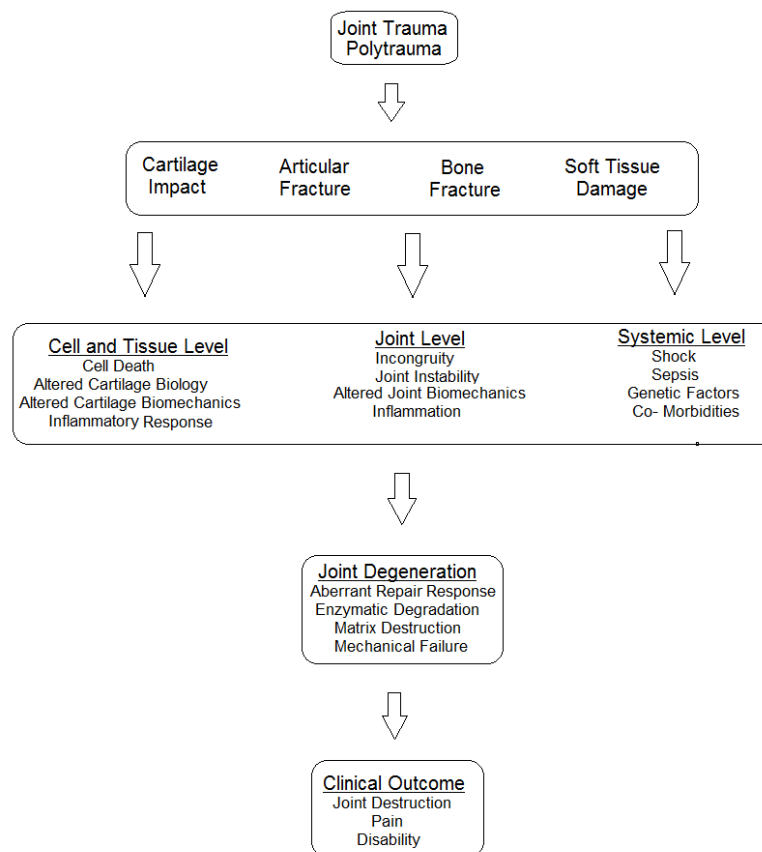 Joint Trauma
Polytrauma
Cartilage
Impact
Articular
Fracture
Bone
Fracture
Soft Tissue
Damage
Cell and Tissue Level
Cell Death
Altered Cartilage Biology
Altered Cartilage Biomechanics
Inflammatory Response
Joint Level
Incongruity
Joint Instability
Altered Joint Biomechanics
Inflammation
Systemic Level
Shock
Sepsis
Genetic Factors
Co- Morbidities
Joint Degeneration
Aberrant Repair Response
Enzymatic Degradation
Matrix Destruction
Mechanical Failure
Clinical Outcome
Joint Destruction
Pain
Disability